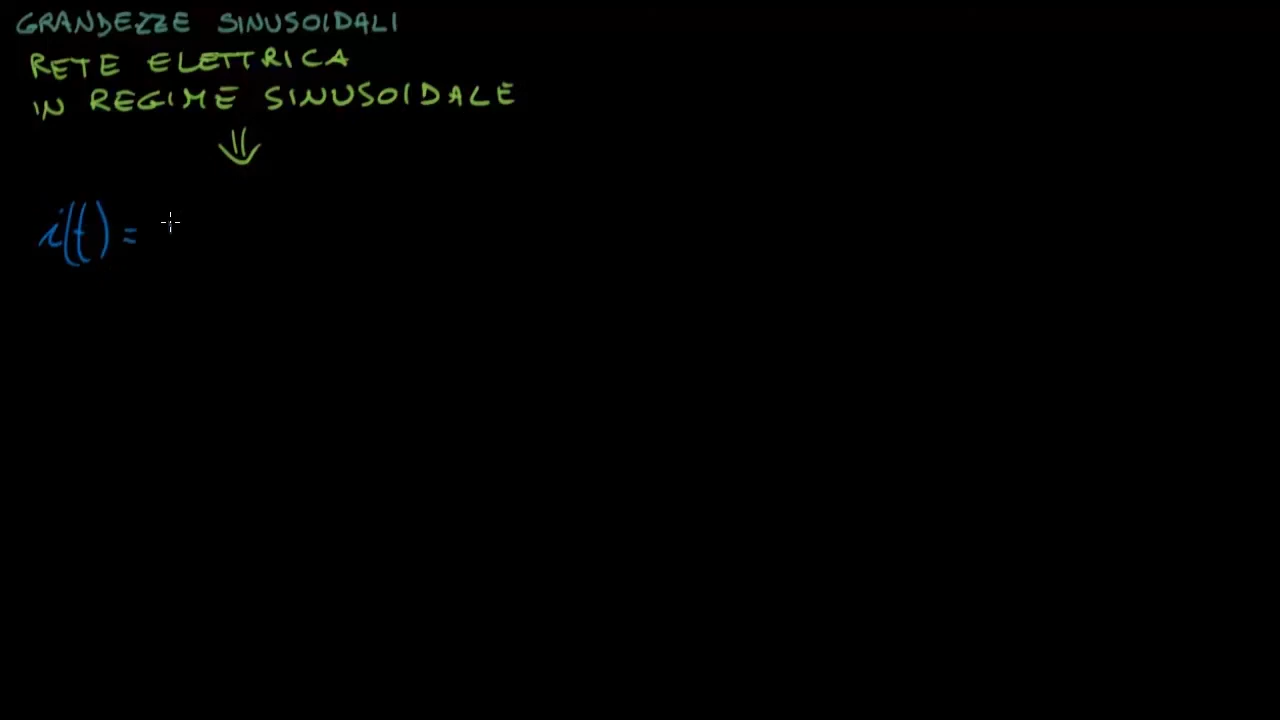 GRANDEZZE SINUSOIDALI
RETE ELETTRICA
IN REGIME SINUSOIDALE
⇓
i(t) =